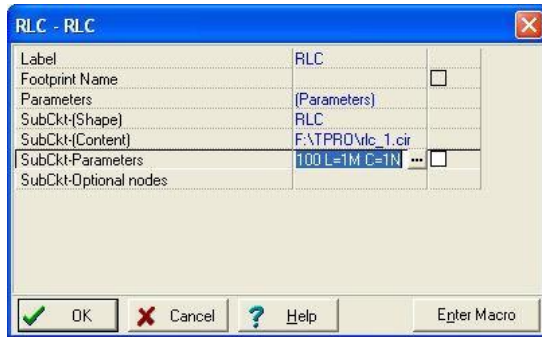 RLC - RLC
Label RLC
Footprint Name
Parameters (Parameters)
SubCkt-(Shape) RLC
SubCkt-(Content) F:\TPRO\rlc_1.cir
SubCkt-Parameters 100 L=1M C=1N ...
SubCkt-Optional nodes
OK Cancel ? Help Enter Macro